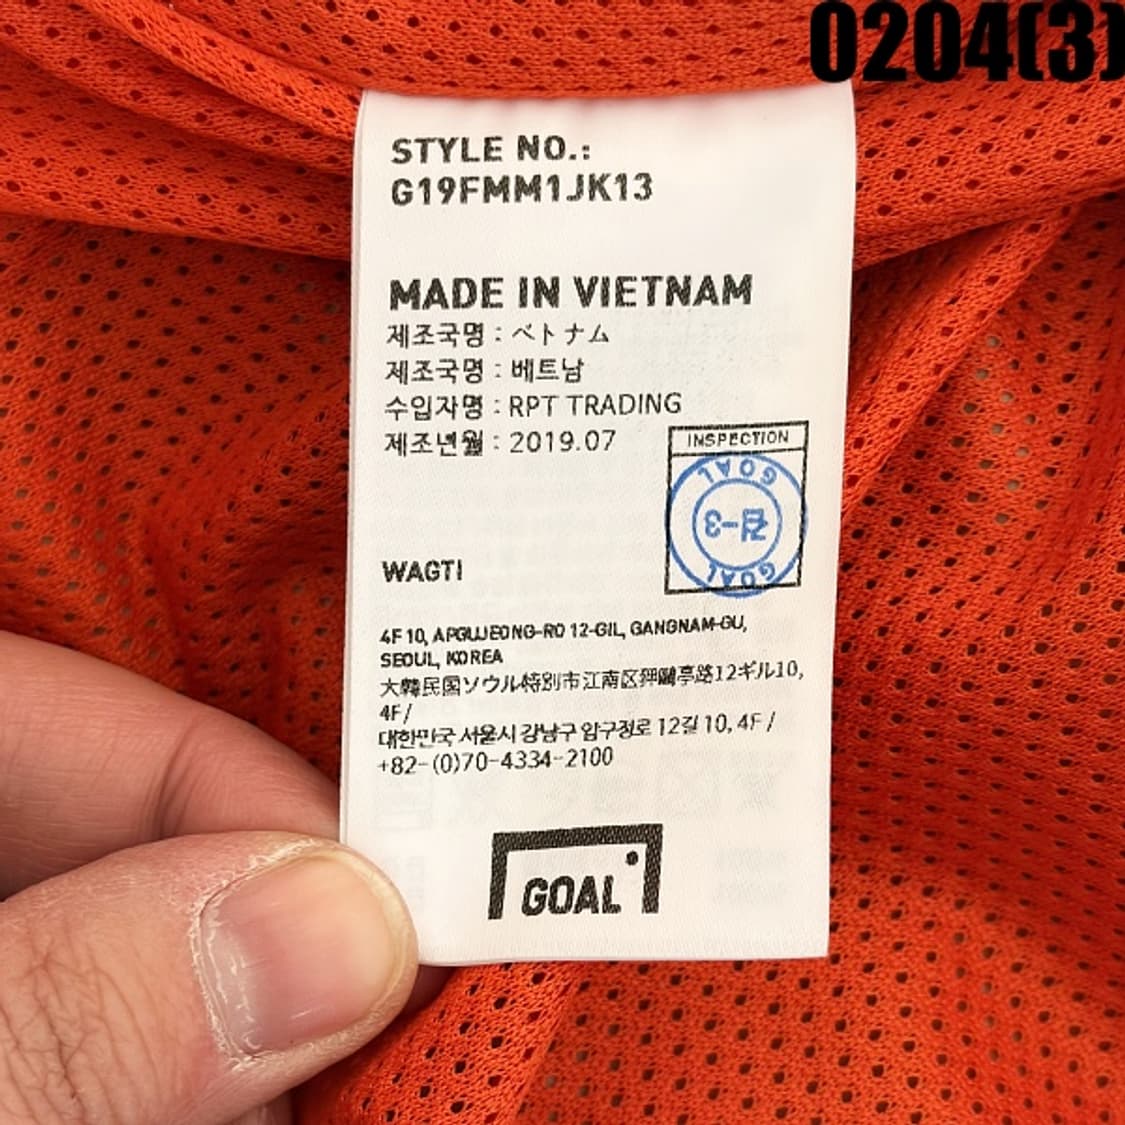 0204(3)
STYLE NO.:
G19FMM1JK13
MADE IN VIETNAM
제조국명 : ベトナム
제조국명 : 베트남
수입자명 : RPT TRADING
제조년월 : 2019.07
INSPECTION
GOAL
검-3
GOAL
WAGTI
4F 10, APGUJEONG-RO 12-GIL, GANGNAM-GU,
SEOUL, KOREA
大韓民国ソウル特別市江南区狎鷗亭路12ギル10,
4F /
대한민국 서울시 강남구 압구정로 12길 10, 4F /
+82-(0)70-4334-2100
GOAL